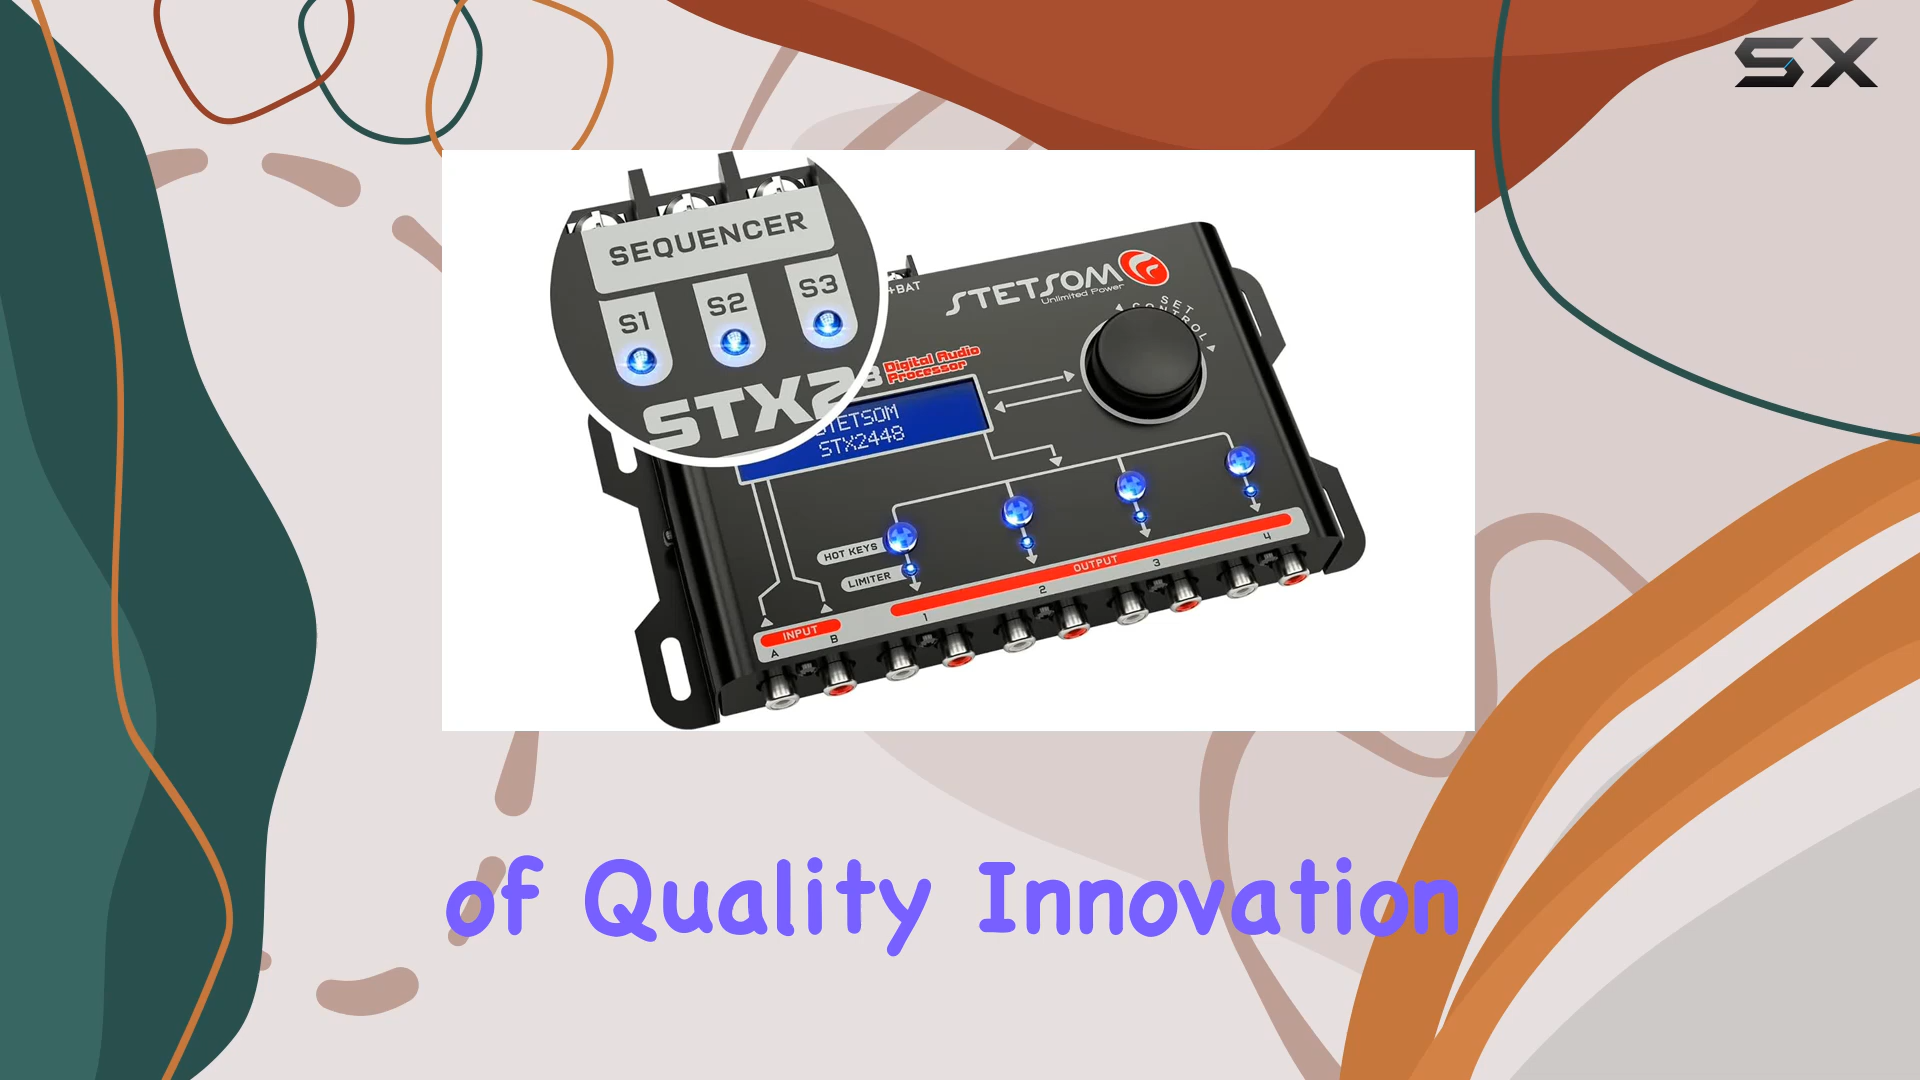 SX
SEQUENCER
S1 S2 S3
+BAT
STETSOM
Unlimited Power
SET
CONTROL
STX2
8
Digital Audio
Processor
STETSOM
STX2448
HOT KEYS
LIMITER
OUTPUT
1 2 3 4
INPUT
A B
of Quality Innovation